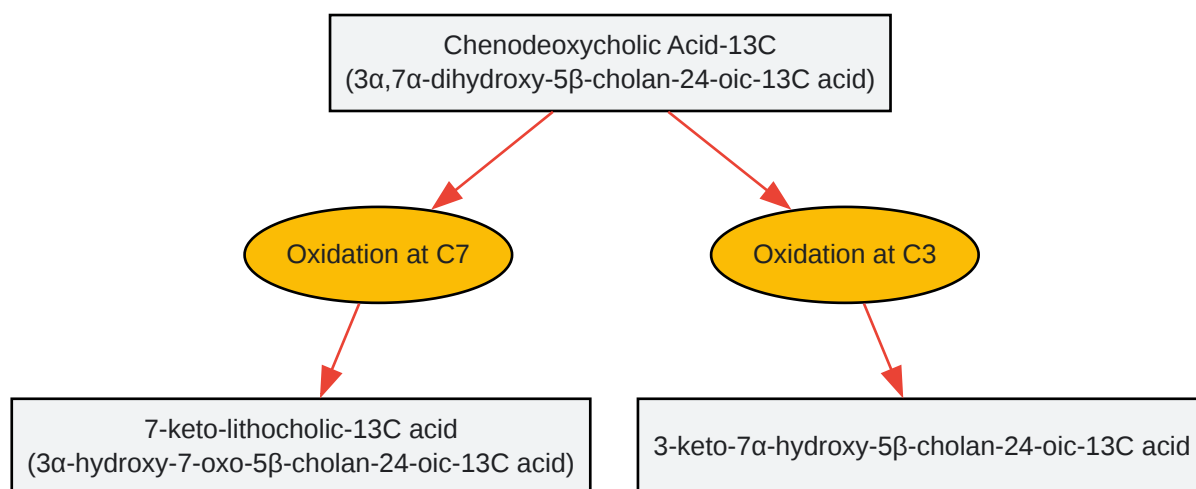 Chenodeoxycholic Acid-13C
(3α,7α-dihydroxy-5β-cholan-24-oic-13C acid)
Oxidation at C7
Oxidation at C3
7-keto-lithocholic-13C acid
(3α-hydroxy-7-oxo-5β-cholan-24-oic-13C acid)
3-keto-7α-hydroxy-5β-cholan-24-oic-13C acid